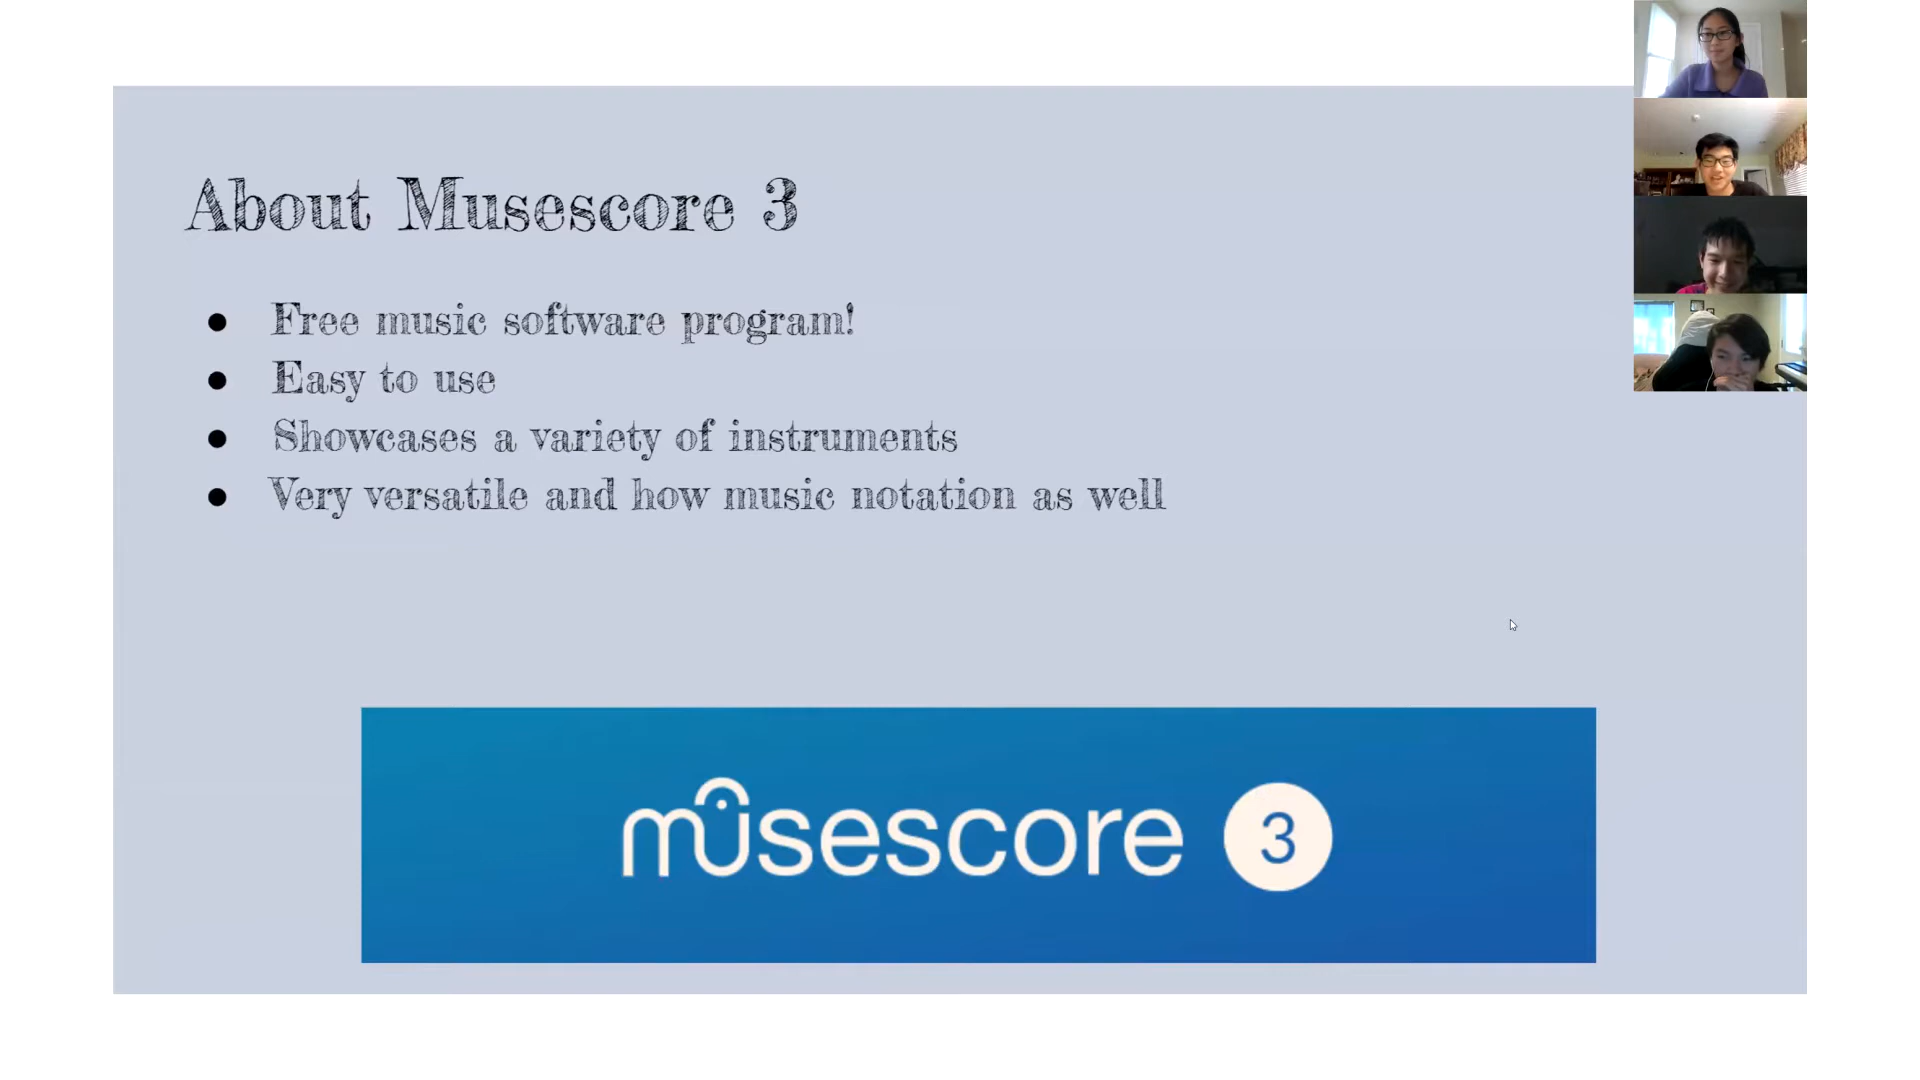 About Musescore 3
● Free music software program!
● Easy to use
● Showcases a variety of instruments
● Very versatile and how music notation as well
musescore 3